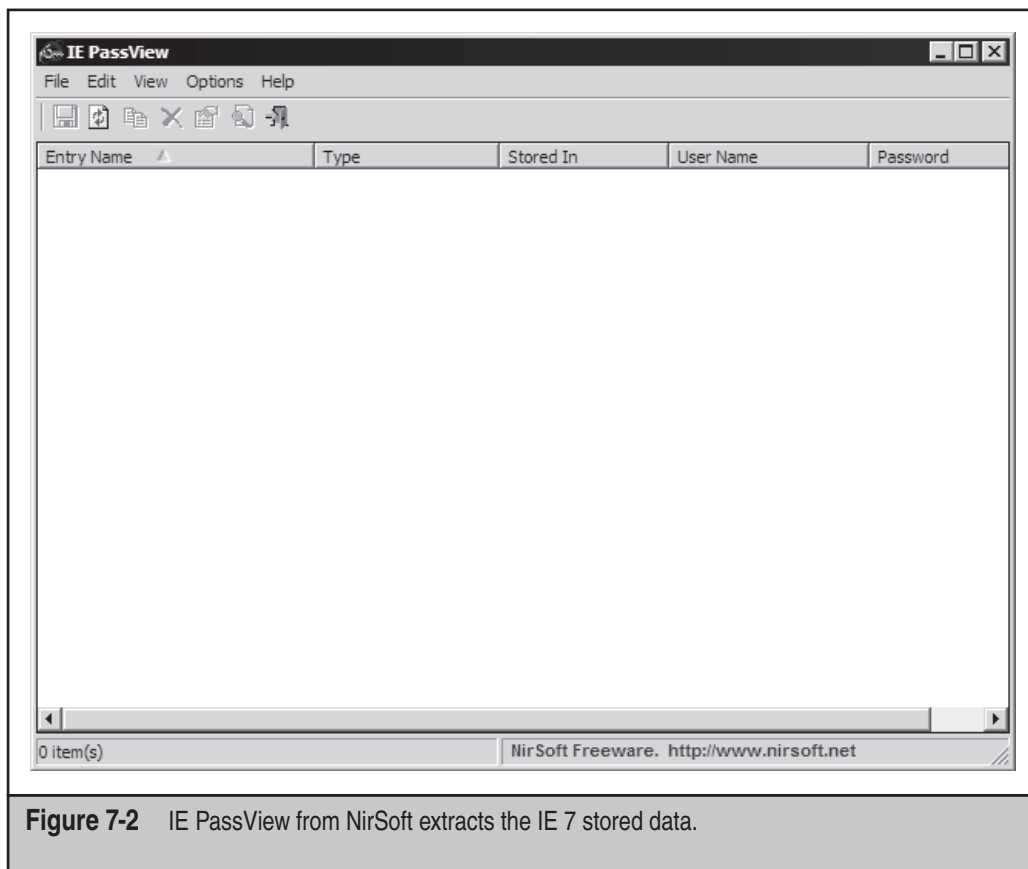 IE PassView
File Edit View Options Help
Entry Name Type Stored In User Name Password
0 item(s) NirSoft Freeware. http://www.nirsoft.net
Figure 7-2 IE PassView from NirSoft extracts the IE 7 stored data.